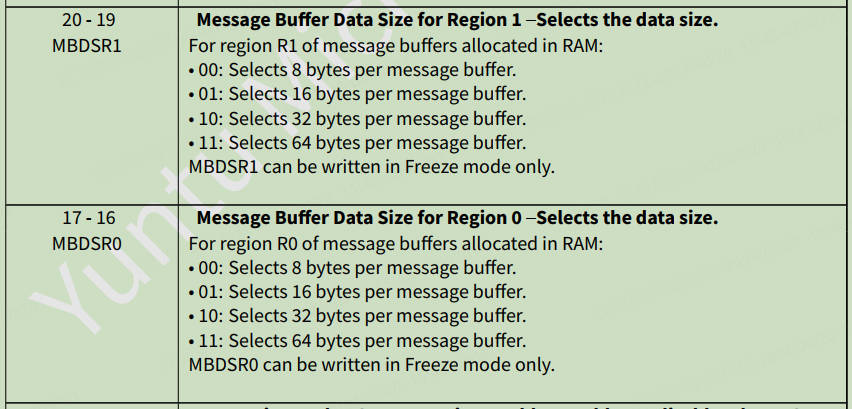 20 - 19
MBDSR1
Message Buffer Data Size for Region 1 –Selects the data size.
For region R1 of message buffers allocated in RAM:
• 00: Selects 8 bytes per message buffer.
• 01: Selects 16 bytes per message buffer.
• 10: Selects 32 bytes per message buffer.
• 11: Selects 64 bytes per message buffer.
MBDSR1 can be written in Freeze mode only.
17 - 16
MBDSR0
Message Buffer Data Size for Region 0 –Selects the data size.
For region R0 of message buffers allocated in RAM:
• 00: Selects 8 bytes per message buffer.
• 01: Selects 16 bytes per message buffer.
• 10: Selects 32 bytes per message buffer.
• 11: Selects 64 bytes per message buffer.
MBDSR0 can be written in Freeze mode only.
Yuntu Mic